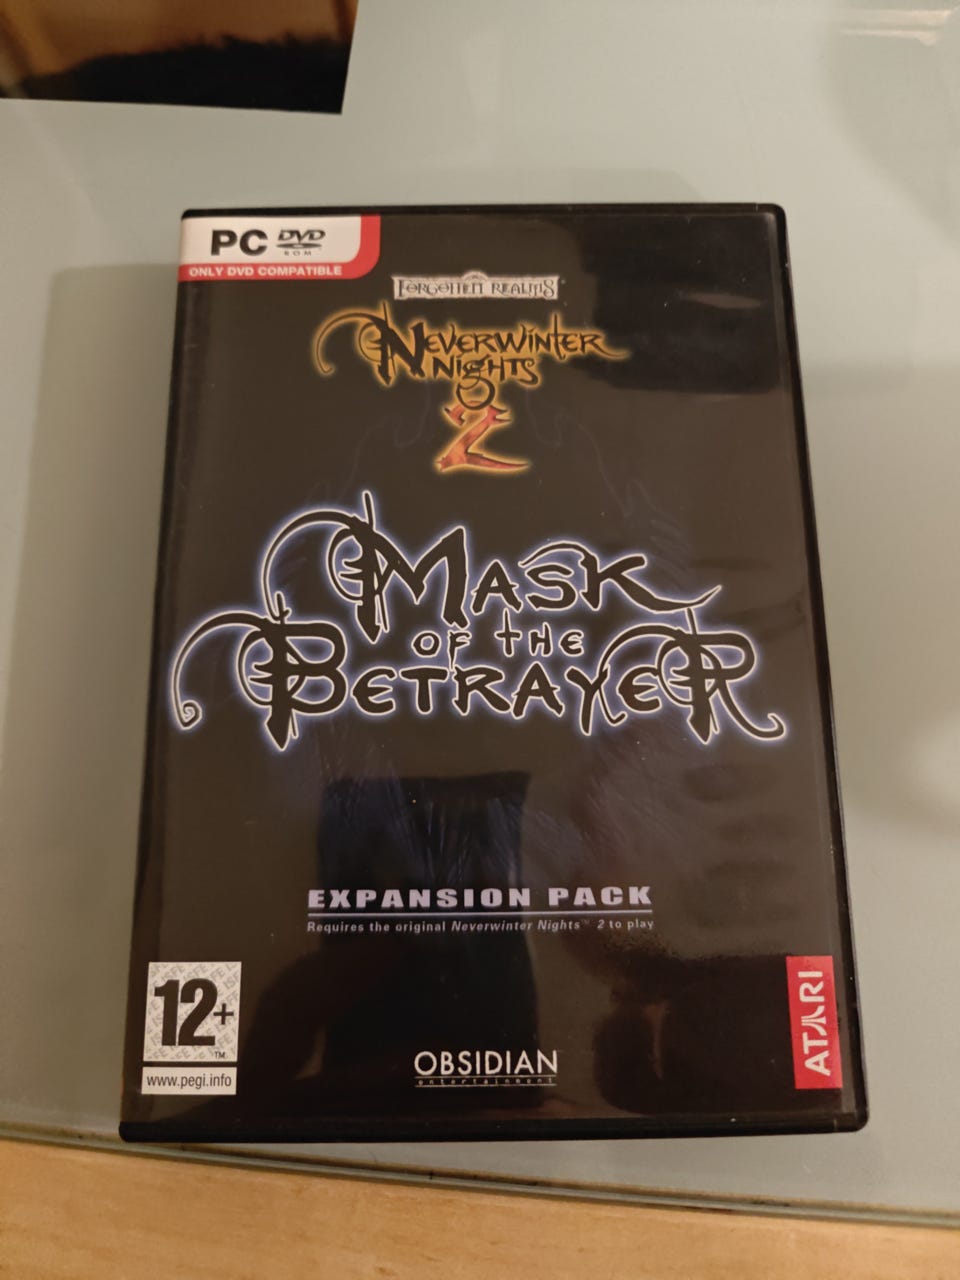 PC DVD
ROM
ONLY DVD COMPATIBLE
FORGOTTEN REALMS
NEVERWINTER
NIGHTS
2
MASK
OF THE
BETRAYER
EXPANSION PACK
Requires the original Neverwinter Nights™ 2 to play
12+
™
www.pegi.info
OBSIDIAN
entertainment
ATARI